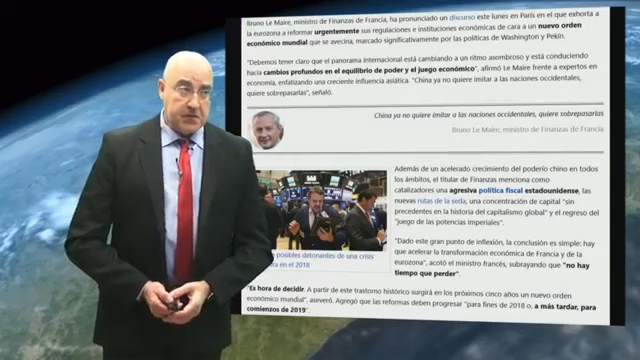 Bruno Le Maire, ministro de Finanzas de Francia, ha pronunciado un discurso este lunes en París en el que exhorta a
la eurozona a reformar urgentemente sus regulaciones e instituciones económicas de cara a un nuevo orden
económico mundial que se avecina, marcado significativamente por las políticas de Washington y Pekín.
"Debemos tener claro que el panorama internacional está cambiando a un ritmo asombroso y está conduciendo
hacia cambios profundos en el equilibrio de poder y el juego económico", afirmó Le Maire frente a expertos en
economía, enfatizando una creciente influencia asiática. "China ya no quiere imitar a las naciones occidentales,
quiere sobrepasarlas", señaló.
China ya no quiere imitar a las naciones occidentales, quiere sobrepasarlas
Bruno Le Maire, ministro de Finanzas de Francia
Además de un acelerado crecimiento del poderío chino en todos
los ámbitos, el titular de Finanzas menciona como
catalizadores una agresiva política fiscal estadounidense, las
nuevas rutas de la seda, una concentración de capital "sin
precedentes en la historia del capitalismo global" y el regreso del
"juego de las potencias imperiales".
posibles detonantes de una crisis
en el 2018.
"Dado este gran punto de inflexión, la conclusión es simple: hay
que acelerar la transformación económica de Francia y de la
eurozona", acotó el ministro francés, subrayando que "no hay
tiempo que perder".
"Es hora de decidir. A partir de este trastorno histórico surgirá en los próximos cinco años un nuevo orden
económico mundial", aseveró. Agregó que las reformas deben progresar "para fines de 2018 o, a más tardar, para
comienzos de 2019".